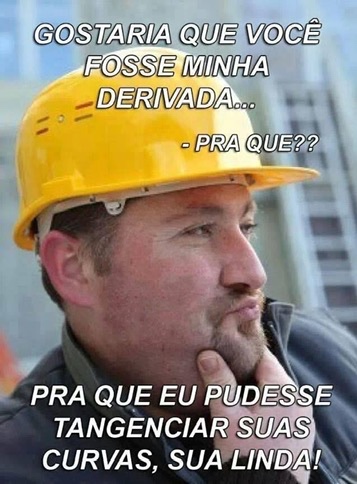 GOSTARIA QUE VOCÊ
FOSSE MINHA
DERIVADA...
- PRA QUE??
PRA QUE EU PUDESSE
TANGENCIAR SUAS
CURVAS, SUA LINDA!